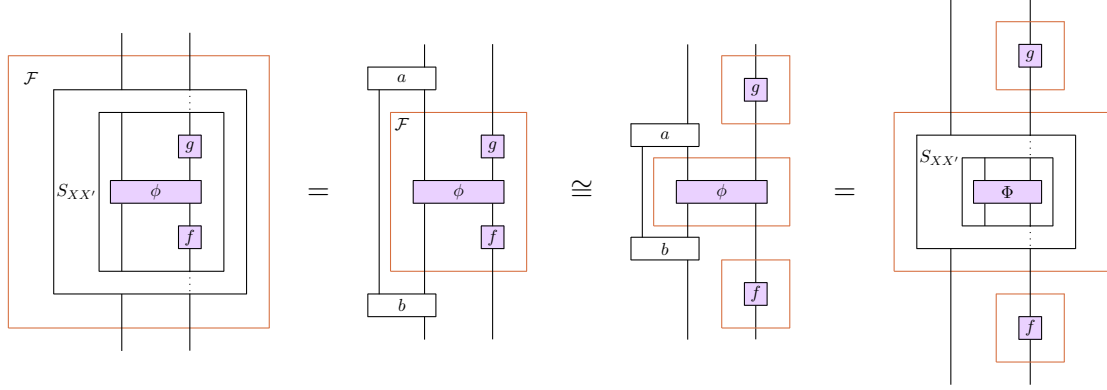 𝓕
g
S_{XX'}
ϕ
f
=
a
𝓕
g
ϕ
f
b
≅
g
a
ϕ
b
f
=
g
S_{XX'}
Φ
f